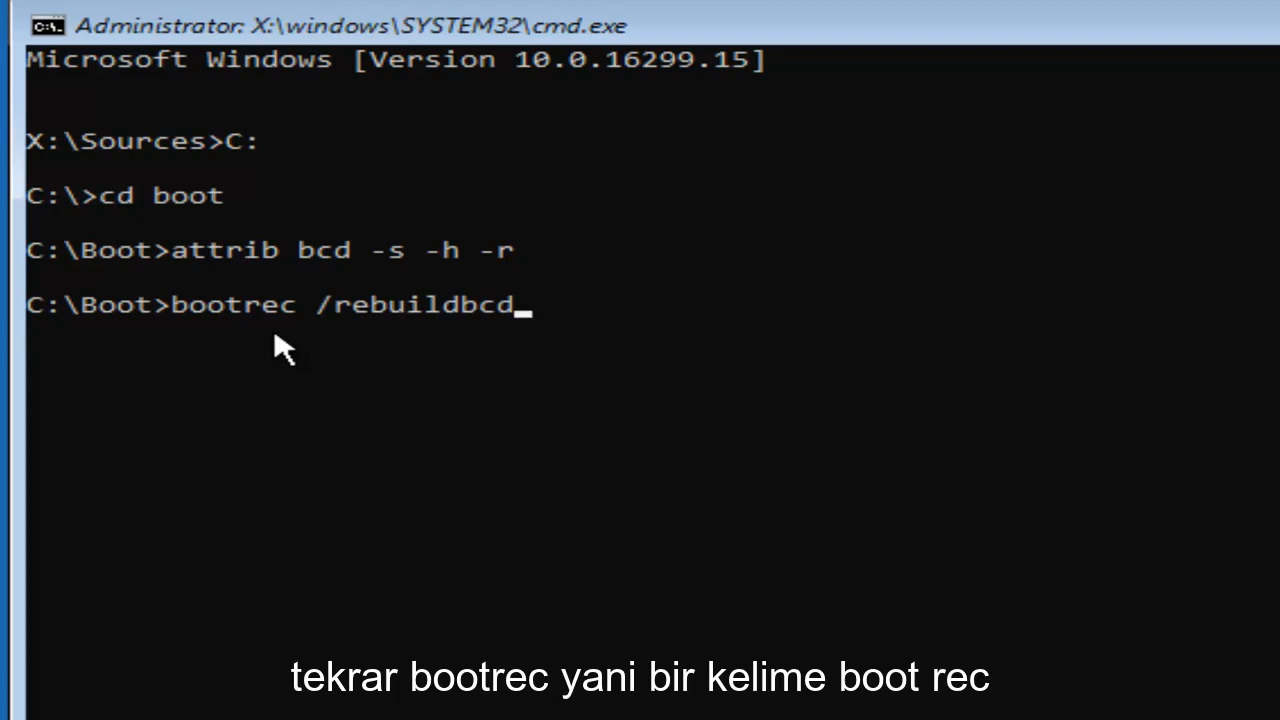 Administrator: X:\windows\SYSTEM32\cmd.exe
Microsoft Windows [Version 10.0.16299.15]
X:\Sources>C:
C:\>cd boot
C:\Boot>attrib bcd -s -h -r
C:\Boot>bootrec /rebuildbcd
tekrar bootrec yani bir kelime boot rec